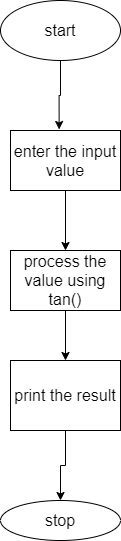 start
enter the input
value
process the
value using
tan()
print the result
stop